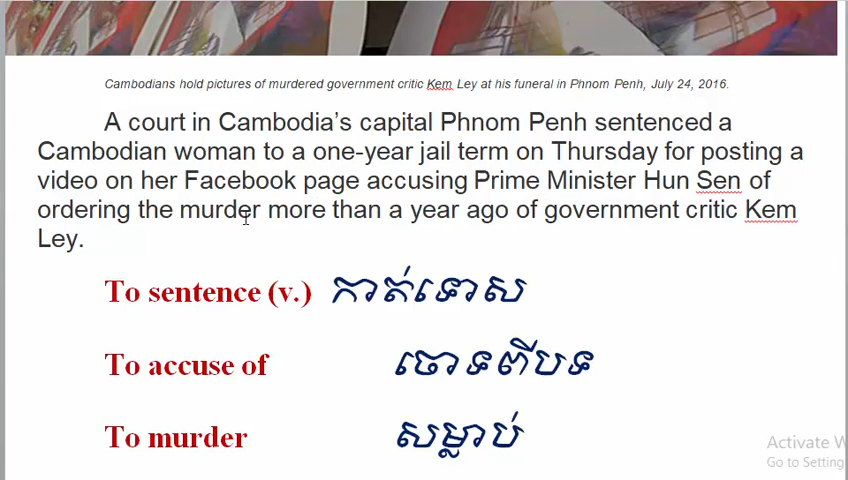 Cambodians hold pictures of murdered government critic Kem Ley at his funeral in Phnom Penh, July 24, 2016.
A court in Cambodia's capital Phnom Penh sentenced a
Cambodian woman to a one-year jail term on Thursday for posting a
video on her Facebook page accusing Prime Minister Hun Sen of
ordering the murder more than a year ago of government critic Kem
Ley.
To sentence (v.) កាត់ទោស
To accuse of ចោទពីបទ
To murder សម្លាប់
Activate W
Go to Setting